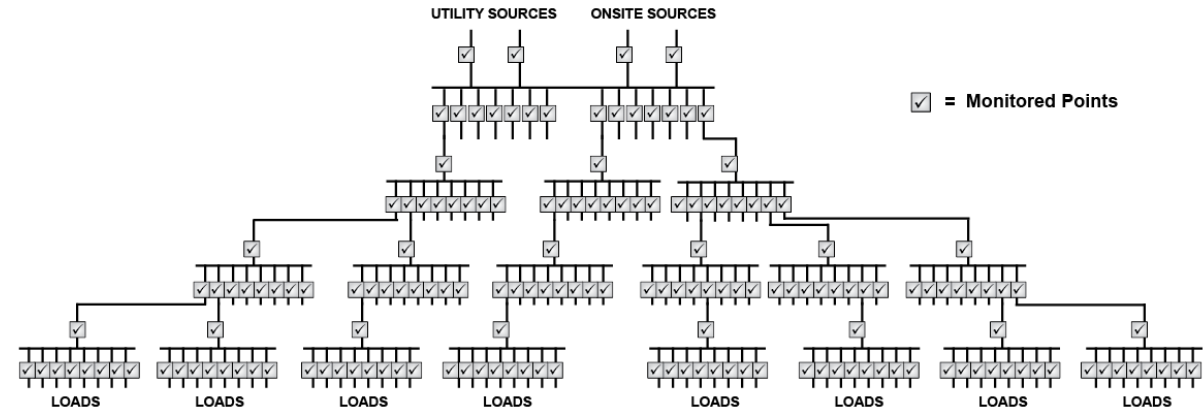 UTILITY SOURCES
ONSITE SOURCES
= Monitored Points
LOADS
LOADS
LOADS
LOADS
LOADS
LOADS
LOADS
LOADS